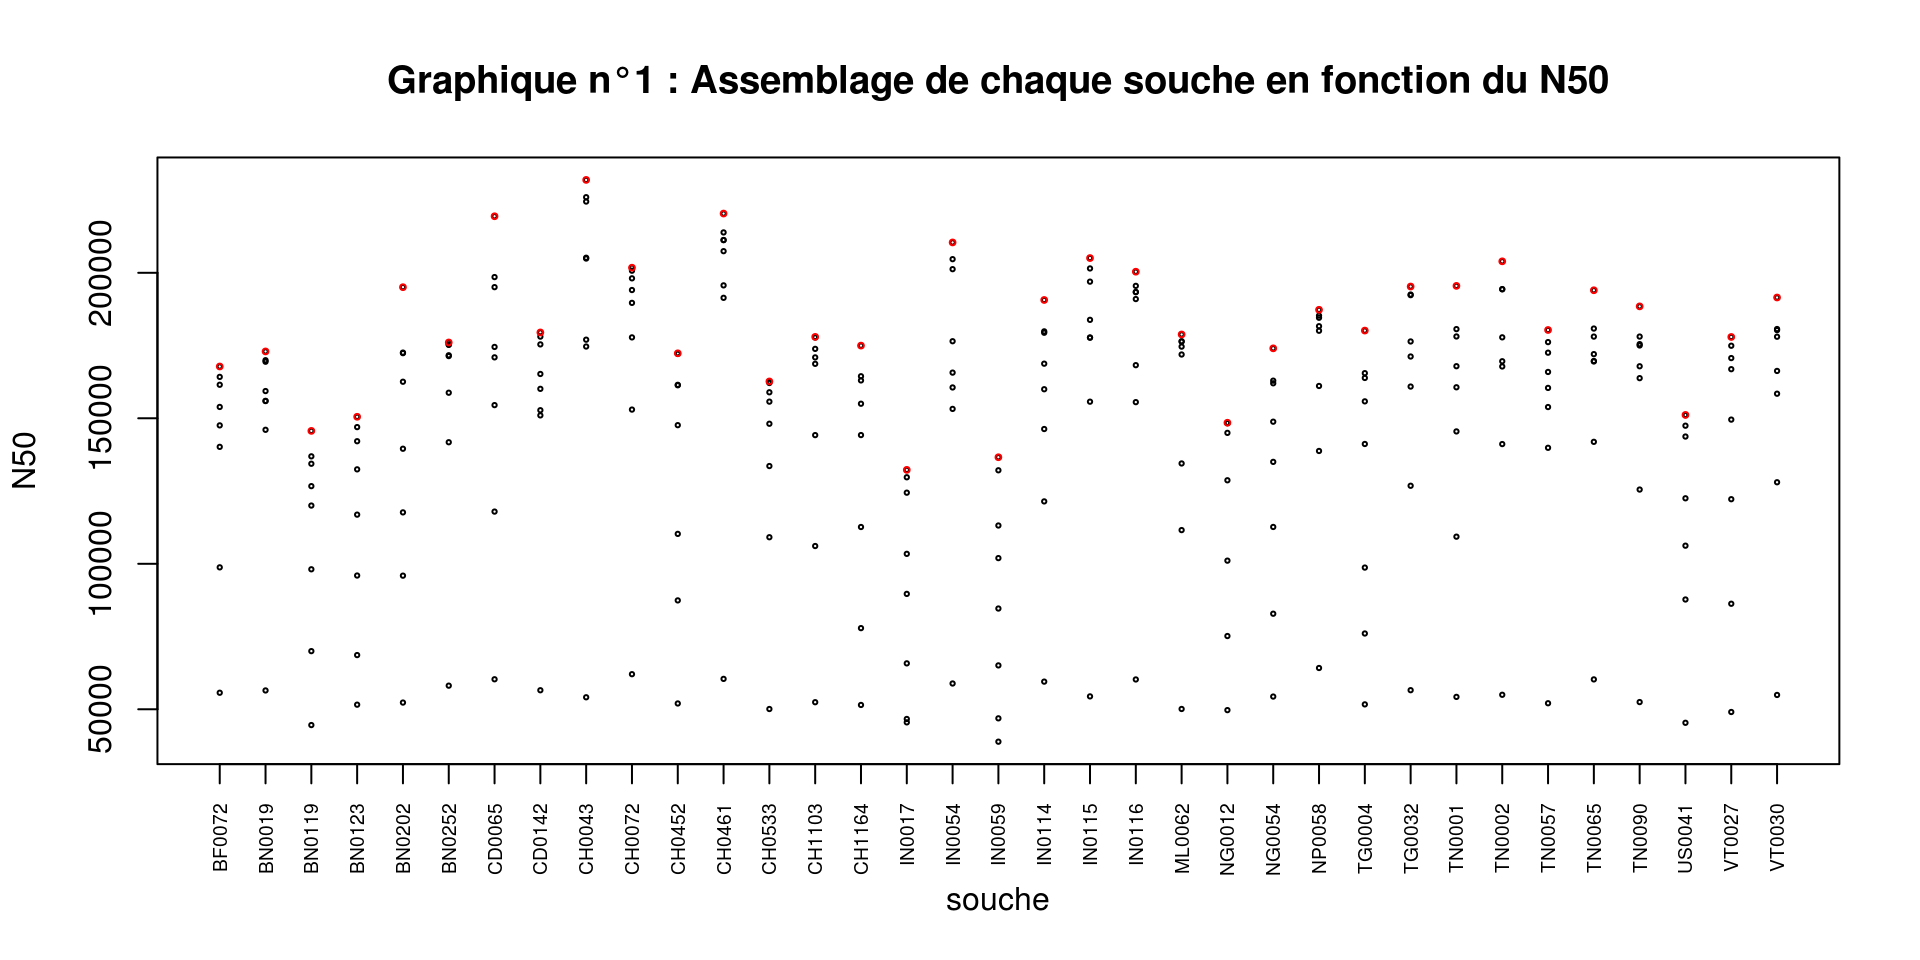 Graphique n°1 : Assemblage de chaque souche en fonction du N50
N50
200000
150000
100000
50000
BF0072
BN0019
BN0119
BN0123
BN0202
BN0252
CD0065
CD0142
CH0043
CH0072
CH0452
CH0461
CH0533
CH1103
CH1164
IN0017
IN0054
IN0059
IN0114
IN0115
IN0116
ML0062
NG0012
NG0054
NP0058
TG0004
TG0032
TN0001
TN0002
TN0057
TN0065
TN0090
US0041
VT0027
VT0030
souche